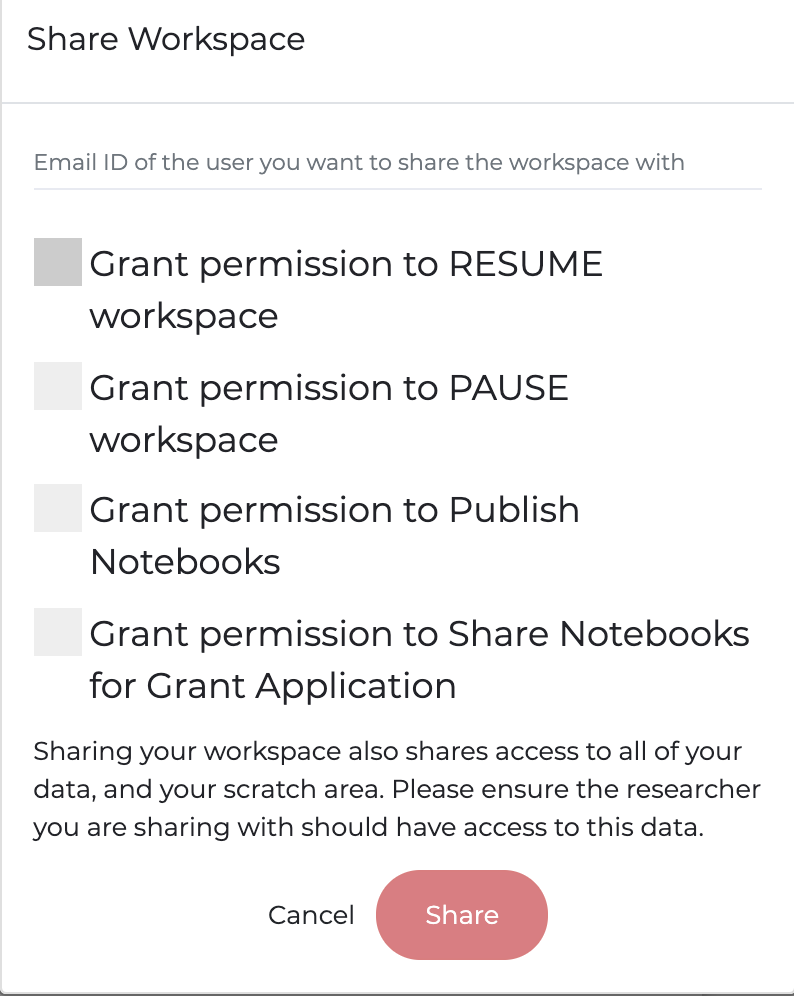 Share Workspace
Email ID of the user you want to share the workspace with
Grant permission to RESUME
workspace
Grant permission to PAUSE
workspace
Grant permission to Publish
Notebooks
Grant permission to Share Notebooks
for Grant Application
Sharing your workspace also shares access to all of your
data, and your scratch area. Please ensure the researcher
you are sharing with should have access to this data.
Cancel Share